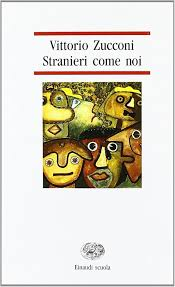 Vittorio Zucconi
Stranieri come noi
Einaudi scuola